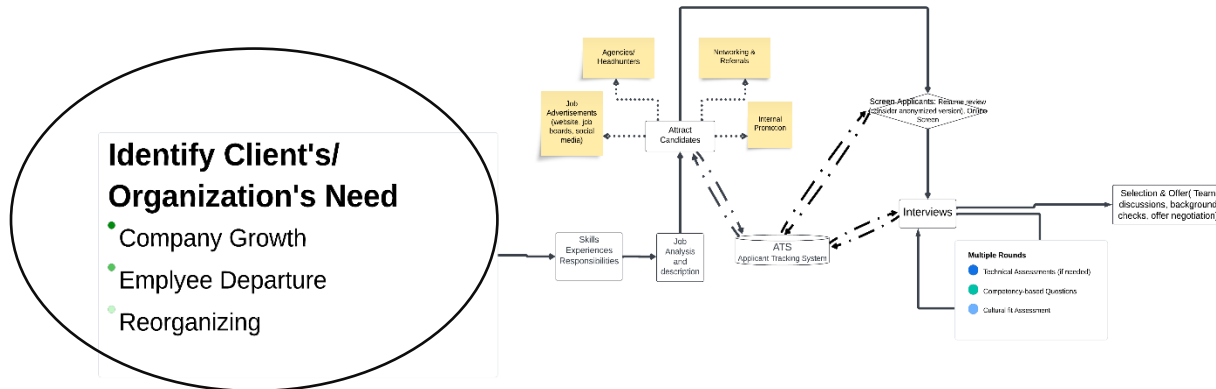 Identify Client's/
Organization's Need
Company Growth
Emplyee Departure
Reorganizing
Skills
Experiences
Responsibilities
Job
Analysis
and
description
Agencies/
Headhunters
Networking &
Referrals
Job
Advertisements
(website, job
boards, social
media)
Internal
Promotion
Attract
Candidates
ATS
Applicant Tracking System
Screen Applicants: Resume review
(consider anonymized version), Online
Screen
Interviews
Multiple Rounds
Technical Assessments (if needed)
Competency-based Questions
Cultural fit Assessment
Selection & Offer( Team
discussions, background
checks, offer negotiation)